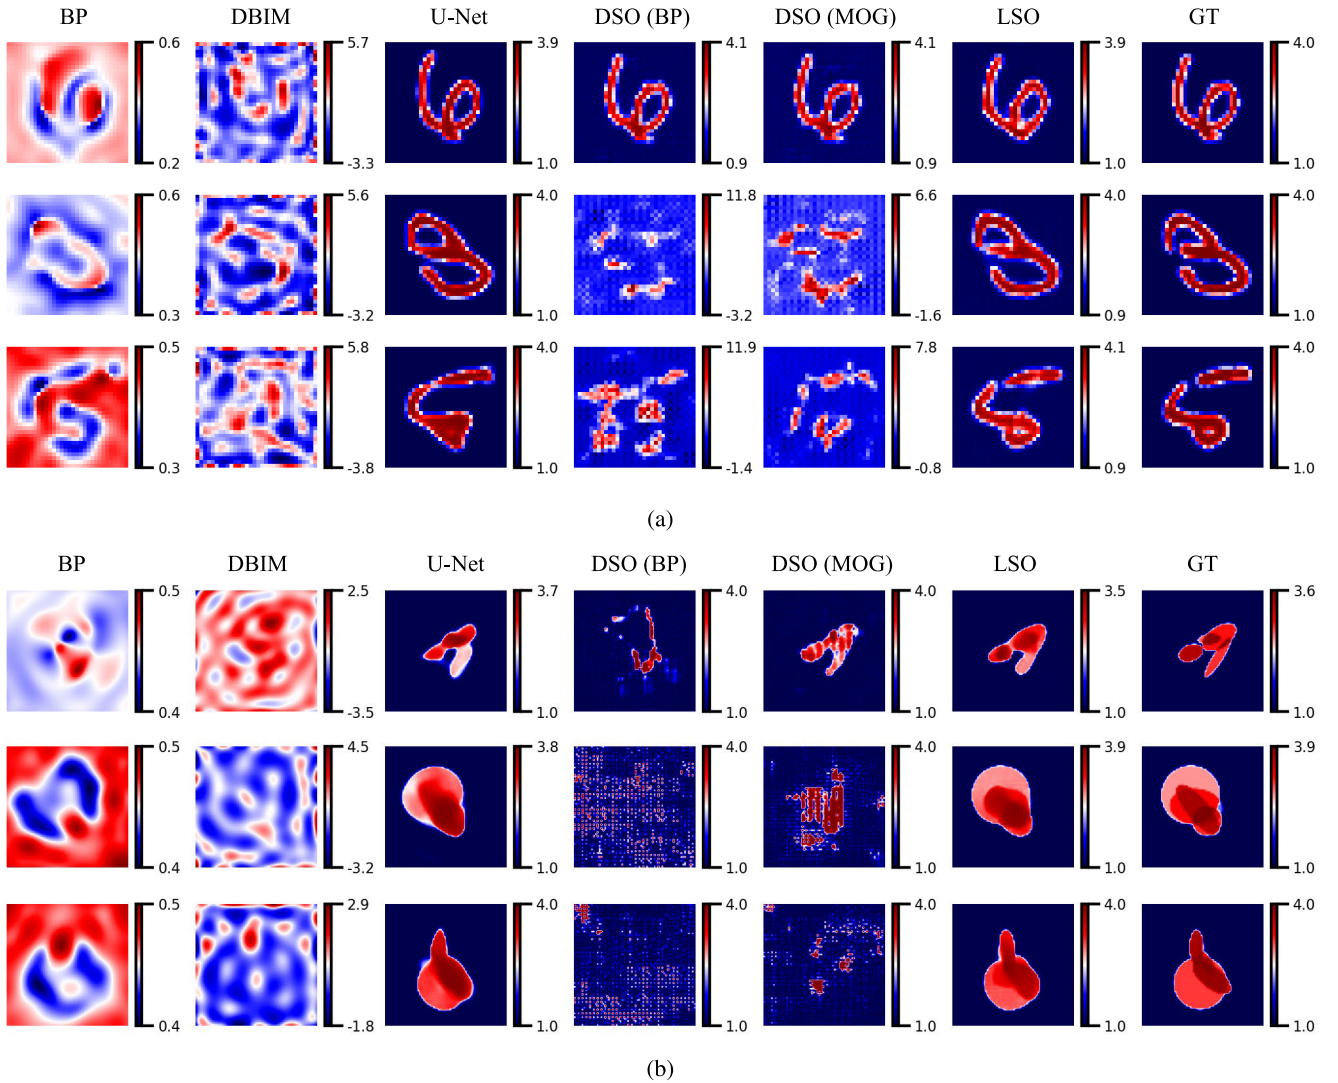 BP DBIM U-Net DSO (BP) DSO (MOG) LSO GT
0.6 5.7 3.9 4.1 4.1 3.9 4.0
0.2 -3.3 1.0 0.9 0.9 1.0 1.0
0.6 5.6 4.0 11.8 6.6 4.0 4.0
0.3 -3.2 1.0 -3.2 -1.6 0.9 1.0
0.5 5.8 4.0 11.9 7.8 4.1 4.0
0.3 -3.8 1.0 -1.4 -0.8 0.9 1.0
(a)
BP DBIM U-Net DSO (BP) DSO (MOG) LSO GT
0.5 2.5 3.7 4.0 4.0 3.5 3.6
0.4 -3.5 1.0 1.0 1.0 1.0 1.0
0.5 4.5 3.8 4.0 4.0 3.9 3.9
0.4 -3.2 1.0 1.0 1.0 1.0 1.0
0.5 2.9 4.0 4.0 4.0 4.0 4.0
0.4 -1.8 1.0 1.0 1.0 1.0 1.0
(b)